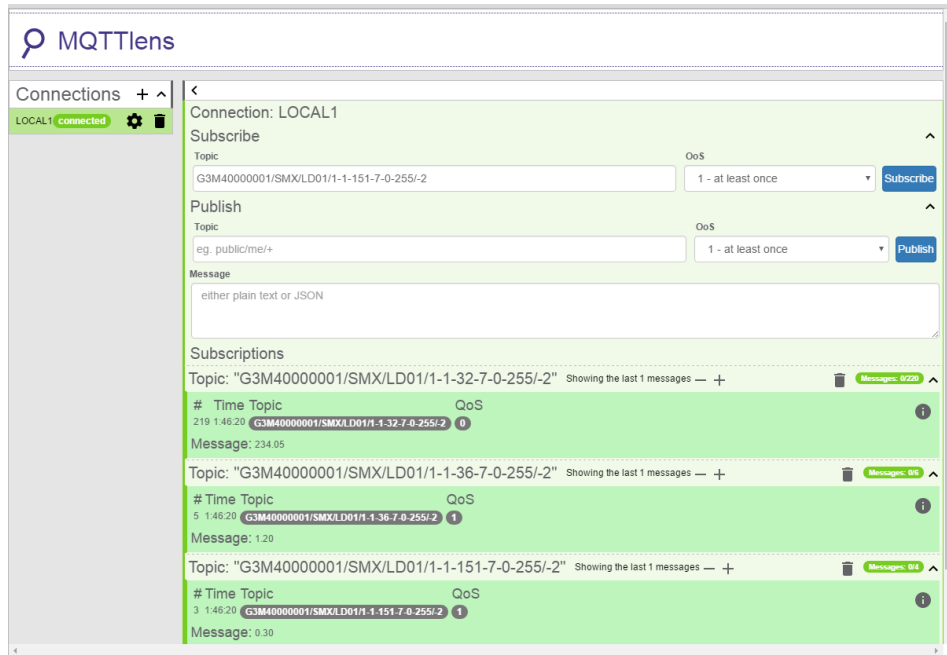 MQTTlens
Connections
LOCAL1 connected
Connection: LOCAL1
Subscribe
Topic QoS
G3M40000001/SMX/LD01/1-1-151-7-0-255/-2 1 - at least once Subscribe
Publish
Topic QoS
eg. public/me/+ 1 - at least once Publish
Message
either plain text or JSON
Subscriptions
Topic: "G3M40000001/SMX/LD01/1-1-32-7-0-255/-2" Showing the last 1 messages — + Messages: 0/220
# Time Topic QoS
219 1:46:20 G3M40000001/SMX/LD01/1-1-32-7-0-255/-2 0
Message: 234.05
Topic: "G3M40000001/SMX/LD01/1-1-36-7-0-255/-2" Showing the last 1 messages — + Messages: 0/6
# Time Topic QoS
5 1:46:20 G3M40000001/SMX/LD01/1-1-36-7-0-255/-2 1
Message: 1.20
Topic: "G3M40000001/SMX/LD01/1-1-151-7-0-255/-2" Showing the last 1 messages — + Messages: 0/4
# Time Topic QoS
3 1:46:20 G3M40000001/SMX/LD01/1-1-151-7-0-255/-2 1
Message: 0.30